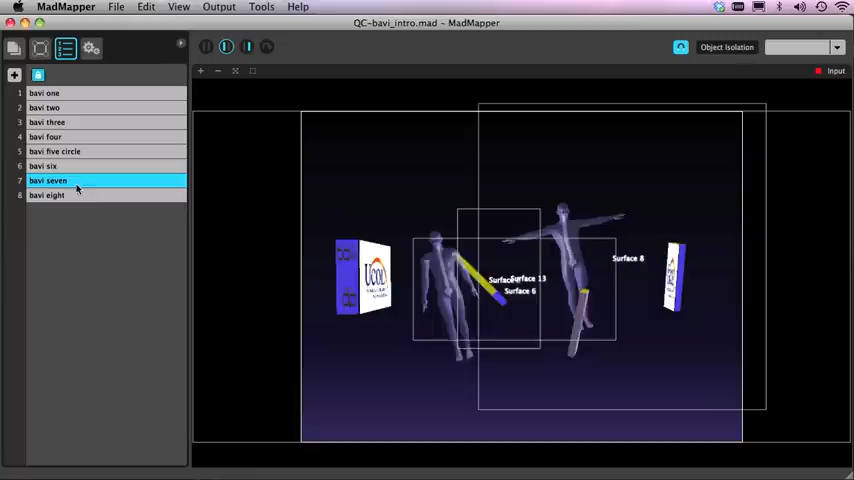 MadMapper File Edit View Output Tools Help
QC-bavi_intro.mad - MadMapper
Object Isolation
Input
1 bavi one
2 bavi two
3 bavi three
4 bavi four
5 bavi five circle
6 bavi six
7 bavi seven
8 bavi eight
Surface 8
Surface 13
Surface 6
UCOL